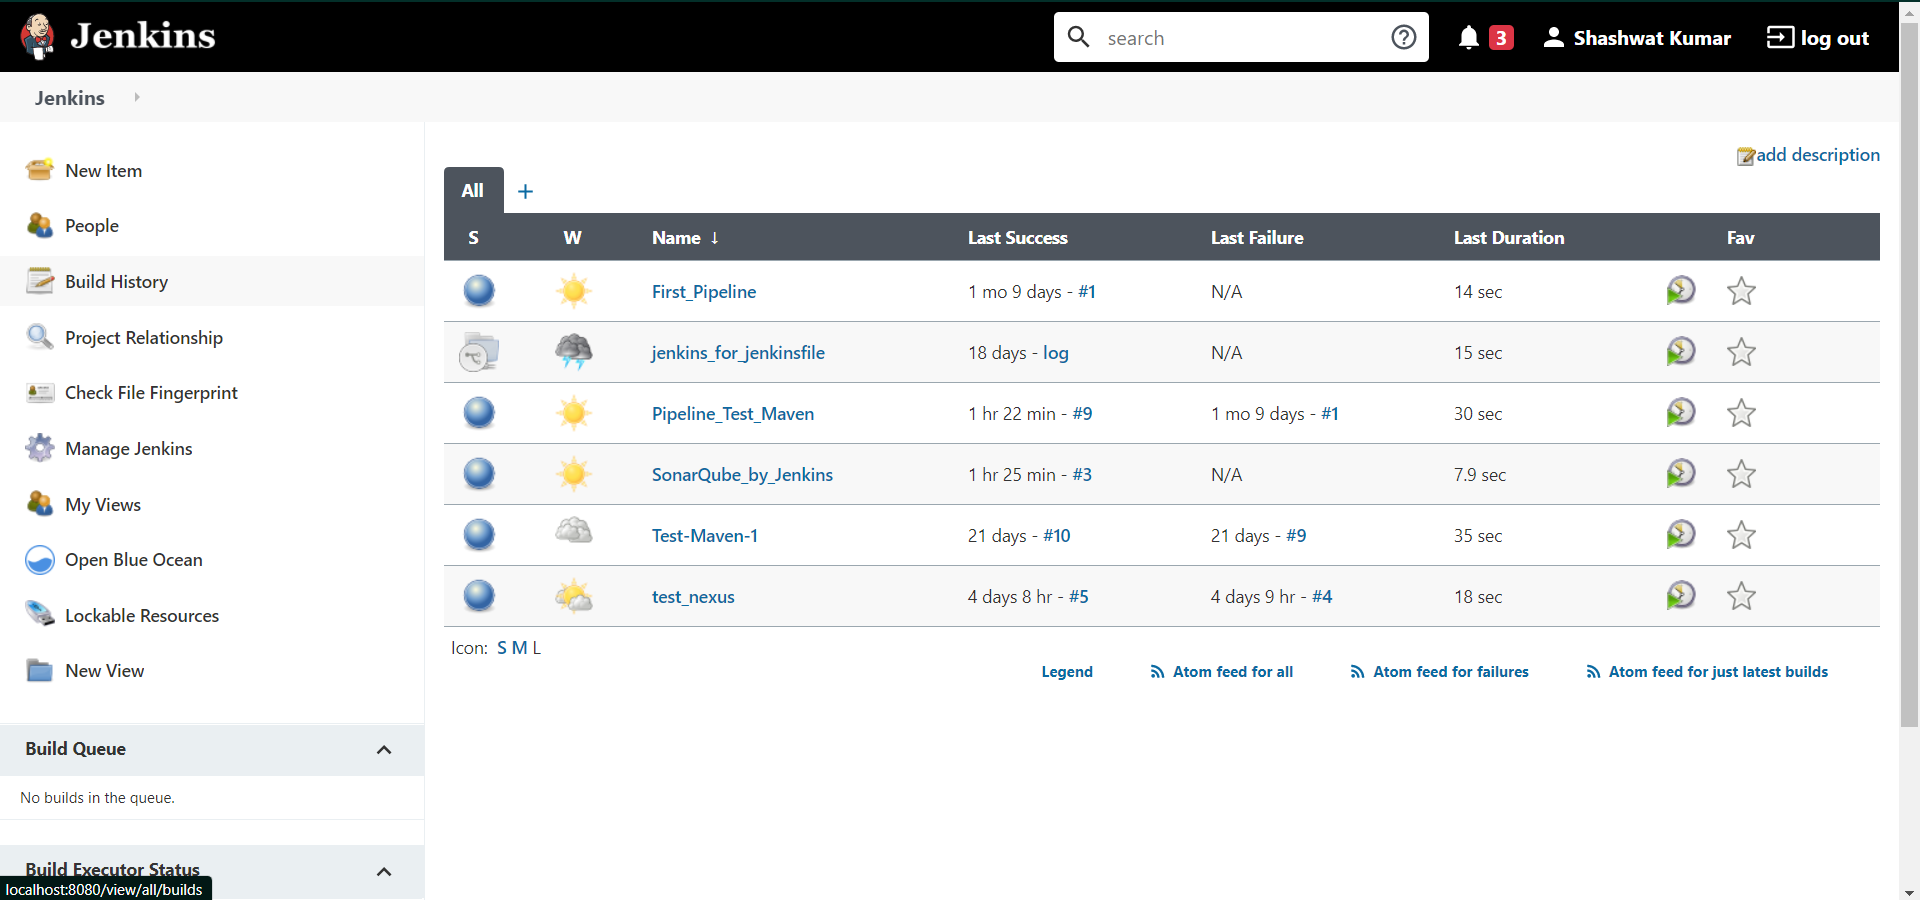 Jenkins
search
3
Shashwat Kumar
log out
Jenkins
New Item
People
Build History
Project Relationship
Check File Fingerprint
Manage Jenkins
My Views
Open Blue Ocean
Lockable Resources
New View
Build Queue
No builds in the queue.
Build Executor Status
localhost:8080/view/all/builds
add description
All +
S W Name ↓ Last Success Last Failure Last Duration Fav
First_Pipeline 1 mo 9 days - #1 N/A 14 sec
jenkins_for_jenkinsfile 18 days - log N/A 15 sec
Pipeline_Test_Maven 1 hr 22 min - #9 1 mo 9 days - #1 30 sec
SonarQube_by_Jenkins 1 hr 25 min - #3 N/A 7.9 sec
Test-Maven-1 21 days - #10 21 days - #9 35 sec
test_nexus 4 days 8 hr - #5 4 days 9 hr - #4 18 sec
Icon: S M L
Legend Atom feed for all Atom feed for failures Atom feed for just latest builds